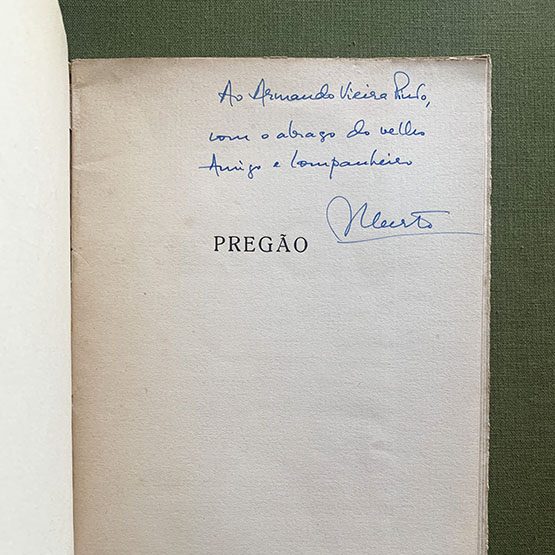 Ao Armando Vieira Pinto,
com o abraço do velho
Amigo e Companheiro
PREGÃO